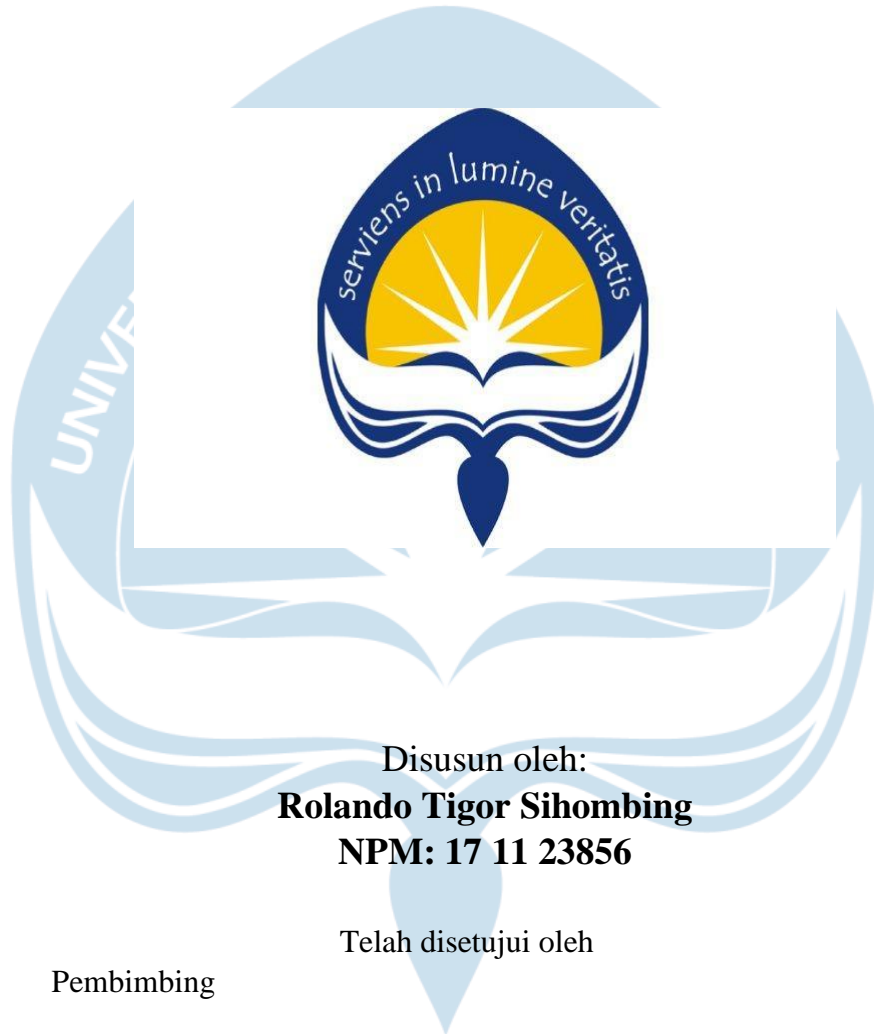 serviens in lumine veritatis
Disusun oleh:
Rolando Tigor Sihombing
NPM: 17 11 23856
Telah disetujui oleh
Pembimbing